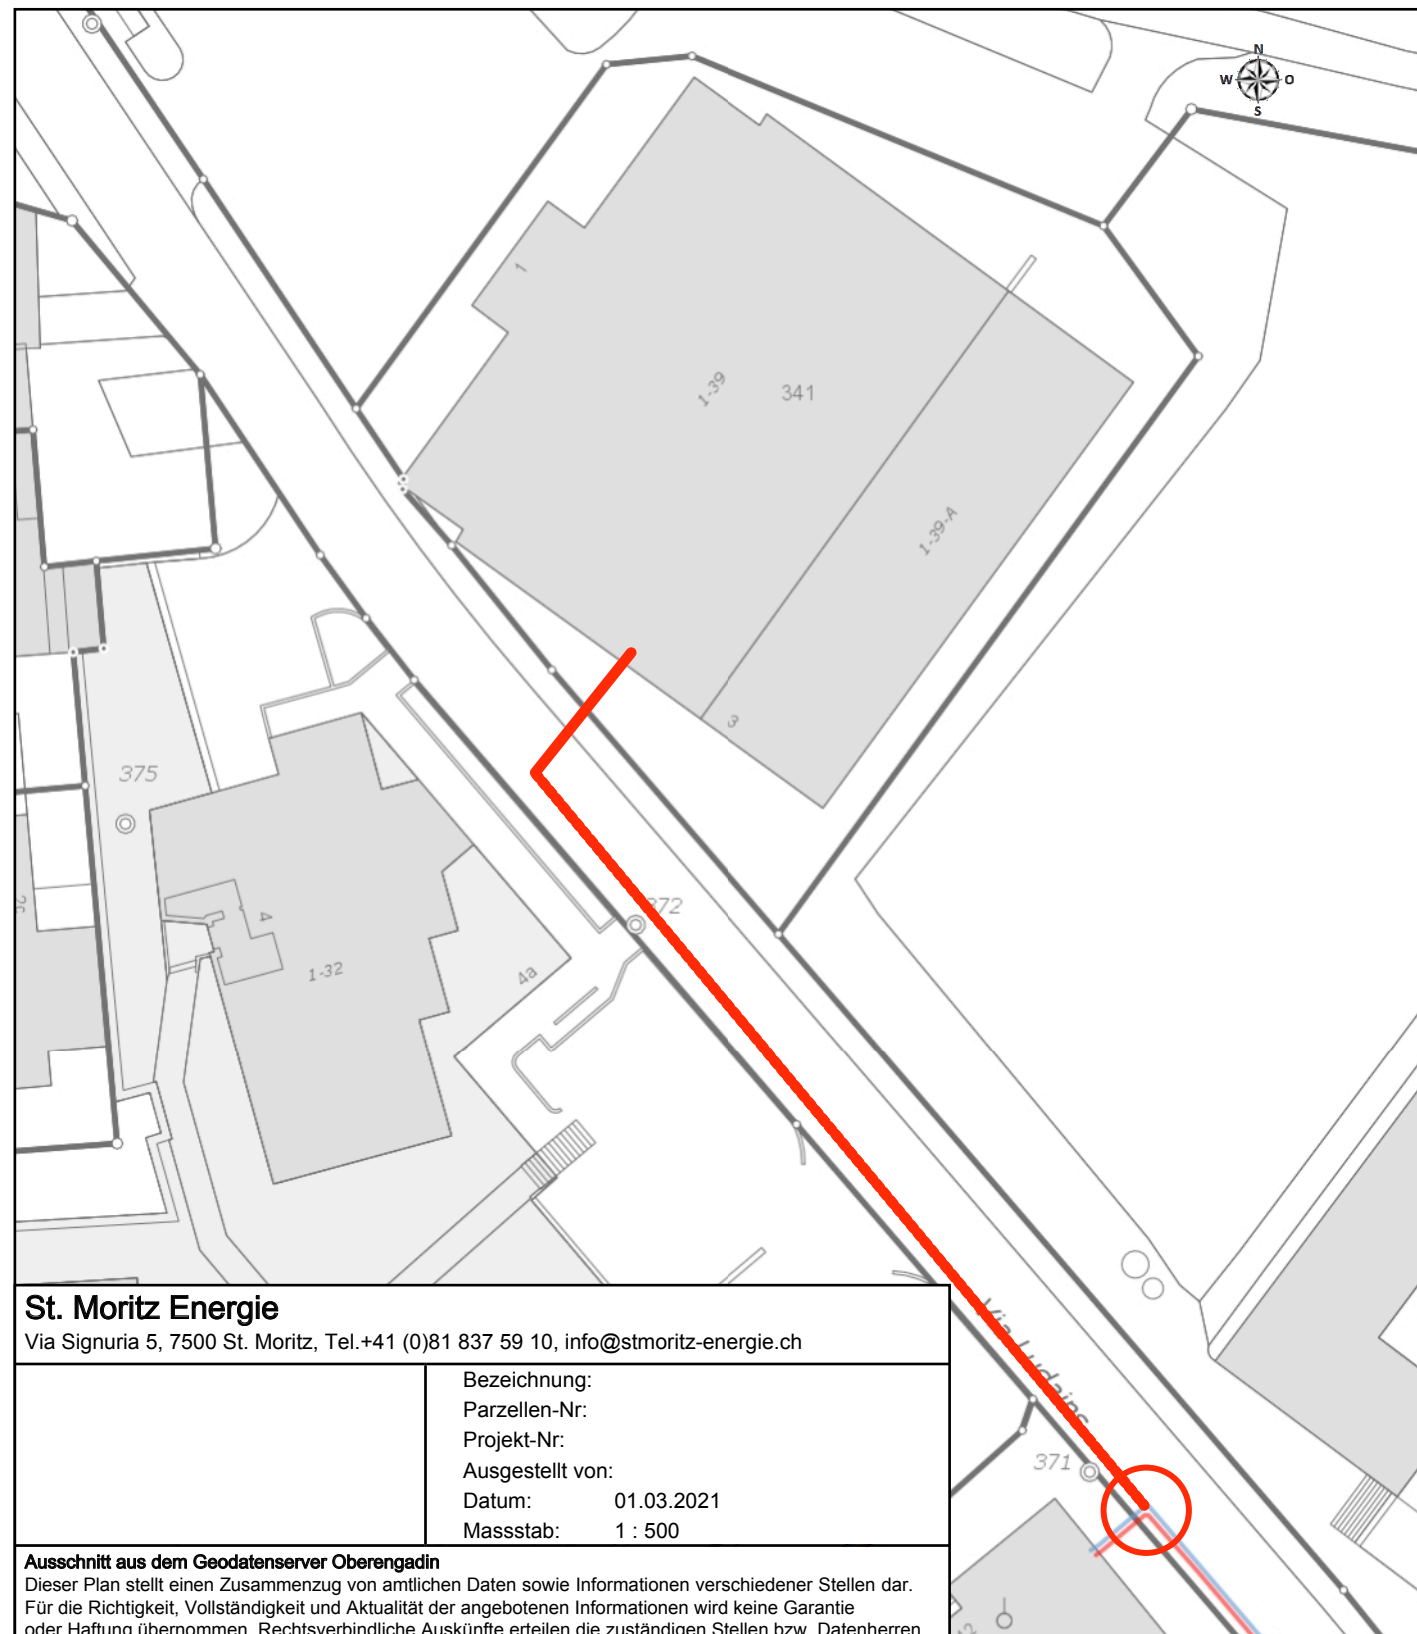 N
W O
S
1
1-39
341
1-39-A
3
375
372
4
1-32
4a
Via Ludains
371
St. Moritz Energie
Via Signuria 5, 7500 St. Moritz, Tel.+41 (0)81 837 59 10, info@stmoritz-energie.ch
Bezeichnung:
Parzellen-Nr:
Projekt-Nr:
Ausgestellt von:
Datum: 01.03.2021
Massstab: 1 : 500
Ausschnitt aus dem Geodatenserver Oberengadin
Dieser Plan stellt einen Zusammenzug von amtlichen Daten sowie Informationen verschiedener Stellen dar.
Für die Richtigkeit, Vollständigkeit und Aktualität der angebotenen Informationen wird keine Garantie
oder Haftung übernommen. Rechtsverbindliche Auskünfte erteilen die zuständigen Stellen bzw. Datenherren